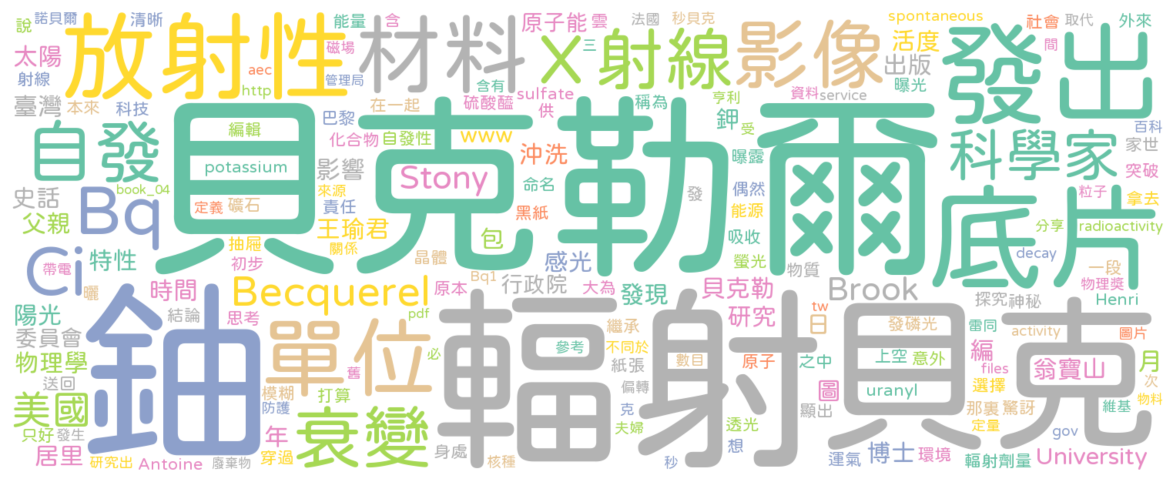 說 諾貝爾 清晰 放射性 材料 能量 含 原子能 雲 法國 秒貝克 spontaneous 社會 取代 外來
太陽 射線 aec http 磁場 管理局 三 X射線 影像 活度 出版 間 發出
臺灣 本來 科技 巴黎 在一起 含有 硫酸醯 sulfate 供 稱為 亨利 資料 service 曝光 百科
自發 編輯 貝克勒爾 化合物 自發性 www 鉀 受 科學家 家世
potassium 影響 沖洗 曝露 偶然 突破
史話 book_04 來源 Stony 命名 發 粒子 拿去
父親 Bq 定義 礦石 責任 王瑜君 黑紙 能源 底片 分享 radioactivity
抽屜 關係 包 吸收
Ci 帶電 特性 初步 晶體 感光 螢光 decay 一段
曬 時間 Becquerel 原本 Bq1 行政院 大為 發現 貝克勒 物質 Brook 探究 神秘 物理獎 Henri
陽光 結論 思考 pdf 研究 tw 日 發磷光 雷同 activity 圖片
委員會 鈾 單位 必 輻射 繼承 貝克
物理學 舊 參考 不同於 數目 原子 之中 上空 意外 編 files 翁寶山 月
送回 模糊 打算 紙張 偏轉 圖 uranyl 選擇 次
美國 防護 衰變 克 透光 顯出 那裏 驚訝 維基 物料
只好 發生 年 夫婦 想 定量 gov
居里 研究出 Antoine 廢棄物 穿過 身處 核種 秒 運氣 博士 環境 輻射劑量 University